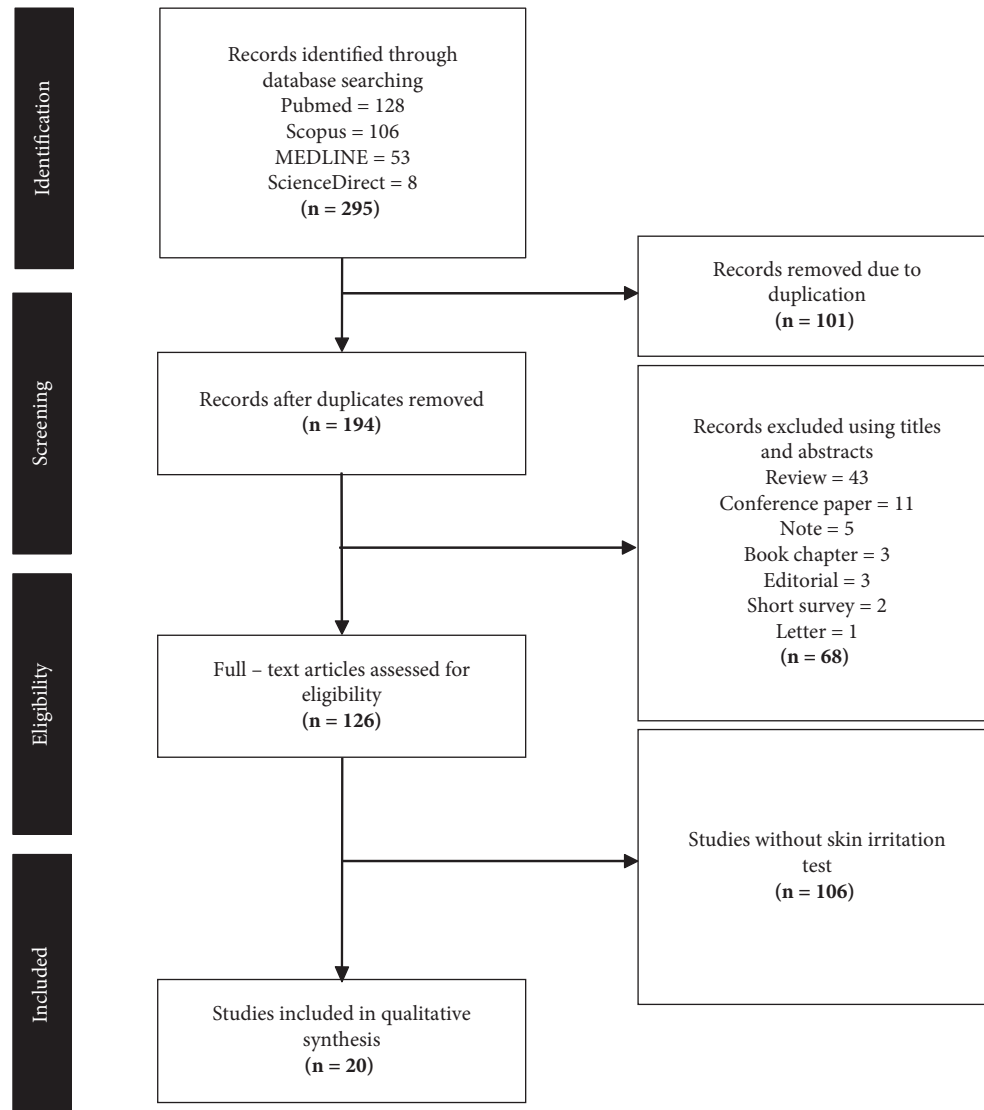 Identification
Records identified through
database searching
Pubmed = 128
Scopus = 106
MEDLINE = 53
ScienceDirect = 8
(n = 295)
Records removed due to
duplication
(n = 101)
Screening
Records after duplicates removed
(n = 194)
Records excluded using titles
and abstracts
Review = 43
Conference paper = 11
Note = 5
Book chapter = 3
Editorial = 3
Short survey = 2
Letter = 1
(n = 68)
Eligibility
Full – text articles assessed for
eligibility
(n = 126)
Studies without skin irritation
test
(n = 106)
Included
Studies included in qualitative
synthesis
(n = 20)